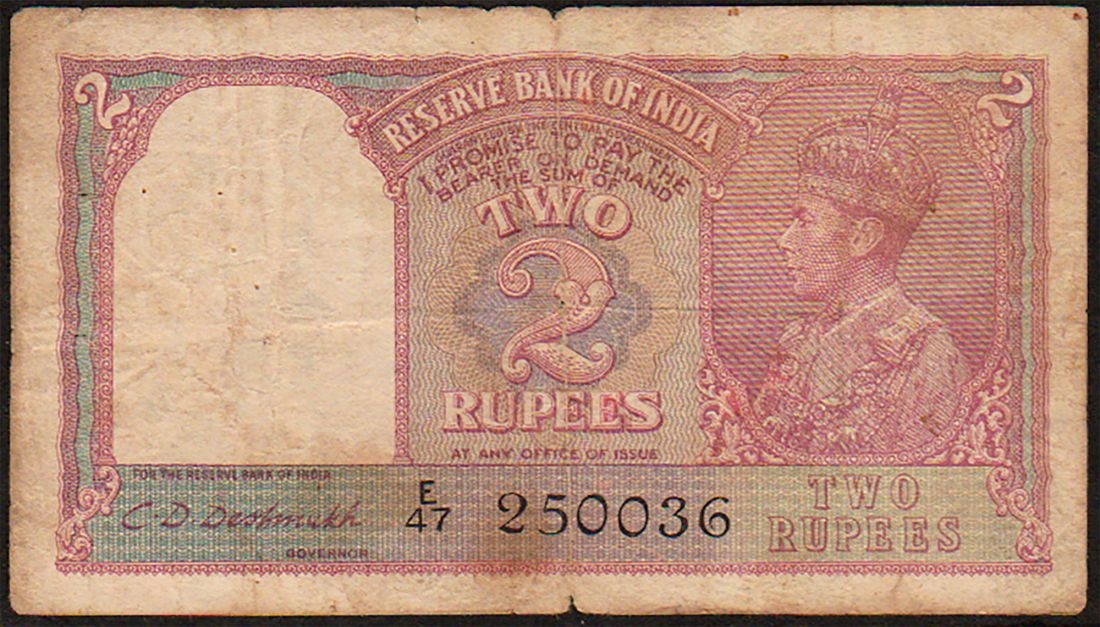 2
2
RESERVE BANK OF INDIA
GUARANTEED BY THE CENTRAL GOVERNMENT
I PROMISE TO PAY THE
BEARER ON DEMAND
THE SUM OF
TWO
2
RUPEES
AT ANY OFFICE OF ISSUE
FOR THE RESERVE BANK OF INDIA
C.D. Deshmukh
GOVERNOR
E
47 250036
TWO
RUPEES